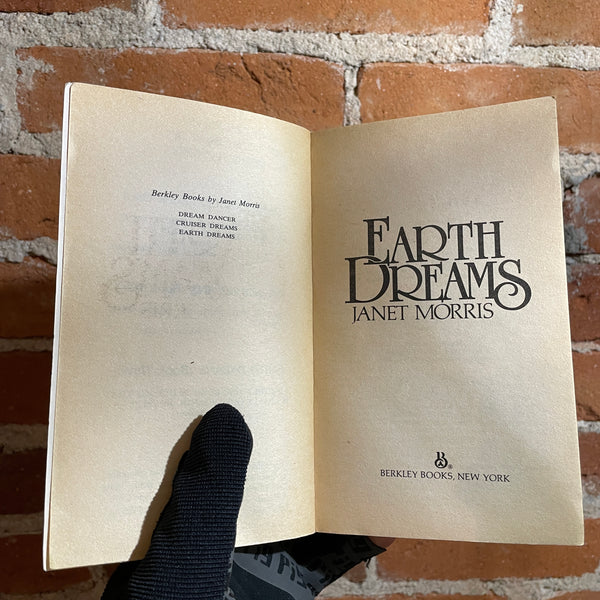 Berkley Books by Janet Morris
DREAM DANCER
CRUISER DREAMS
EARTH DREAMS
EARTH
DREAMS
JANET MORRIS
B
®
BERKLEY BOOKS, NEW YORK